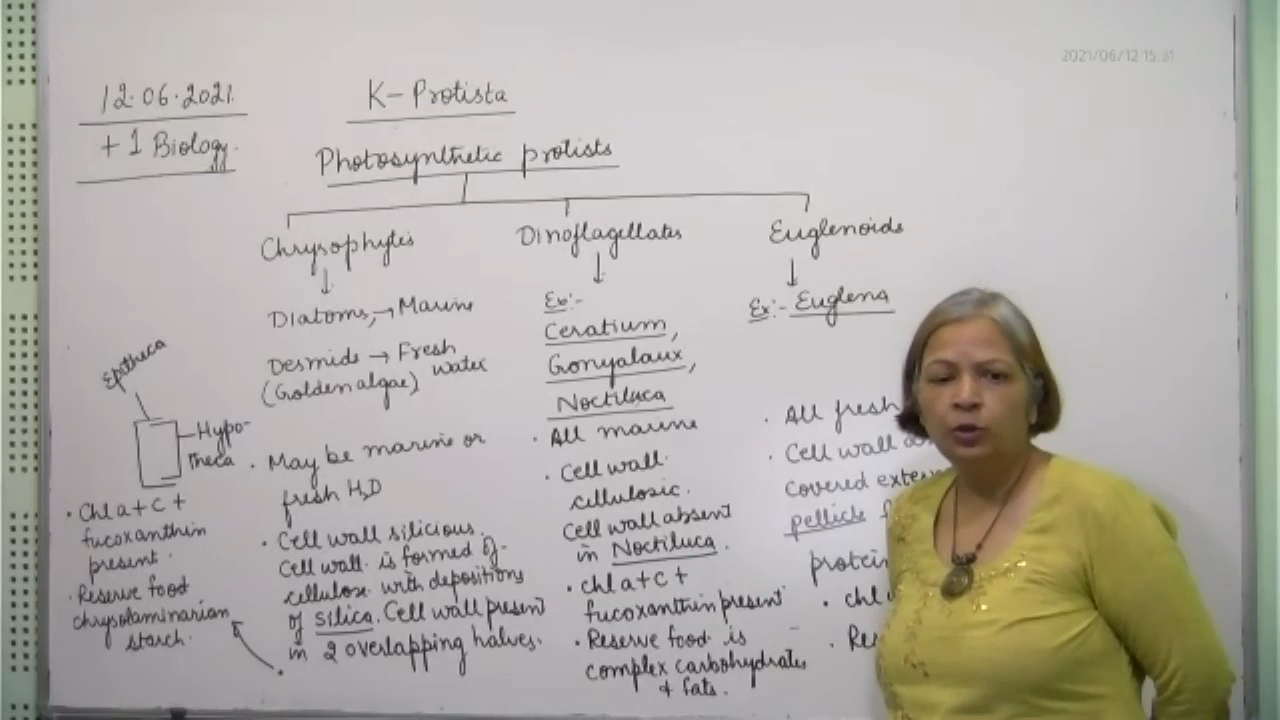 2021/06/12 15:31
12.06.2021.
+1 Biology.
K-Protista
Photosynthetic protists
Chrysophytes
Diatoms,→Marine
Desmids → Fresh
(Golden algae) water
Epitheca
Hypo-
theca
. May be marine or
fresh H2O
. Cell wall silicious.
Cell wall is formed of
cellulose with depositions
of silica. Cell wall present
in 2 overlapping halves.
. Chl a+c+
fucoxanthin
present.
. Reserve food
chrysolaminarian
starch.
Dinoflagellates
Ex:-
Ceratium,
Gonyalaux,
Noctiluca
. All marine
. Cell wall
cellulosic.
Cell wall absent
in Noctiluca.
. chl a+c+
fucoxanthin present
. Reserve food is
complex carbohydrates
+ fats.
Euglenoids
Ex:- Euglena
. All fresh
. Cell wall
covered
pellicle
protein
. chl